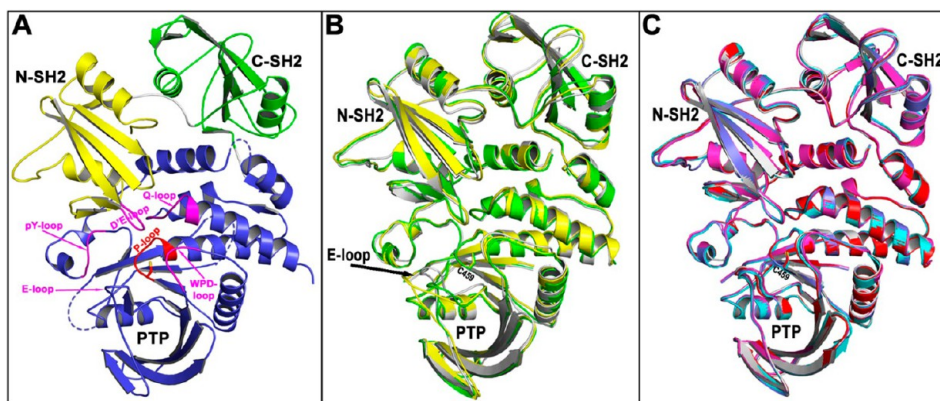 A
N-SH2
C-SH2
Q-loop
D'E-loop
pY-loop
P-loop
E-loop
WPD-
loop
PTP
B
C-SH2
N-SH2
E-loop
C459
PTP
C
C-SH2
N-SH2
C459
PTP